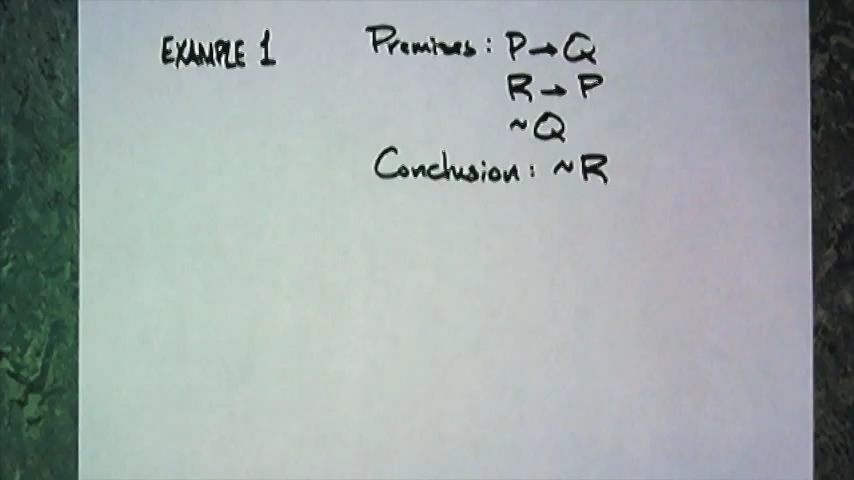 EXAMPLE 1
Premises: P → Q
R → P
~Q
Conclusion: ~R